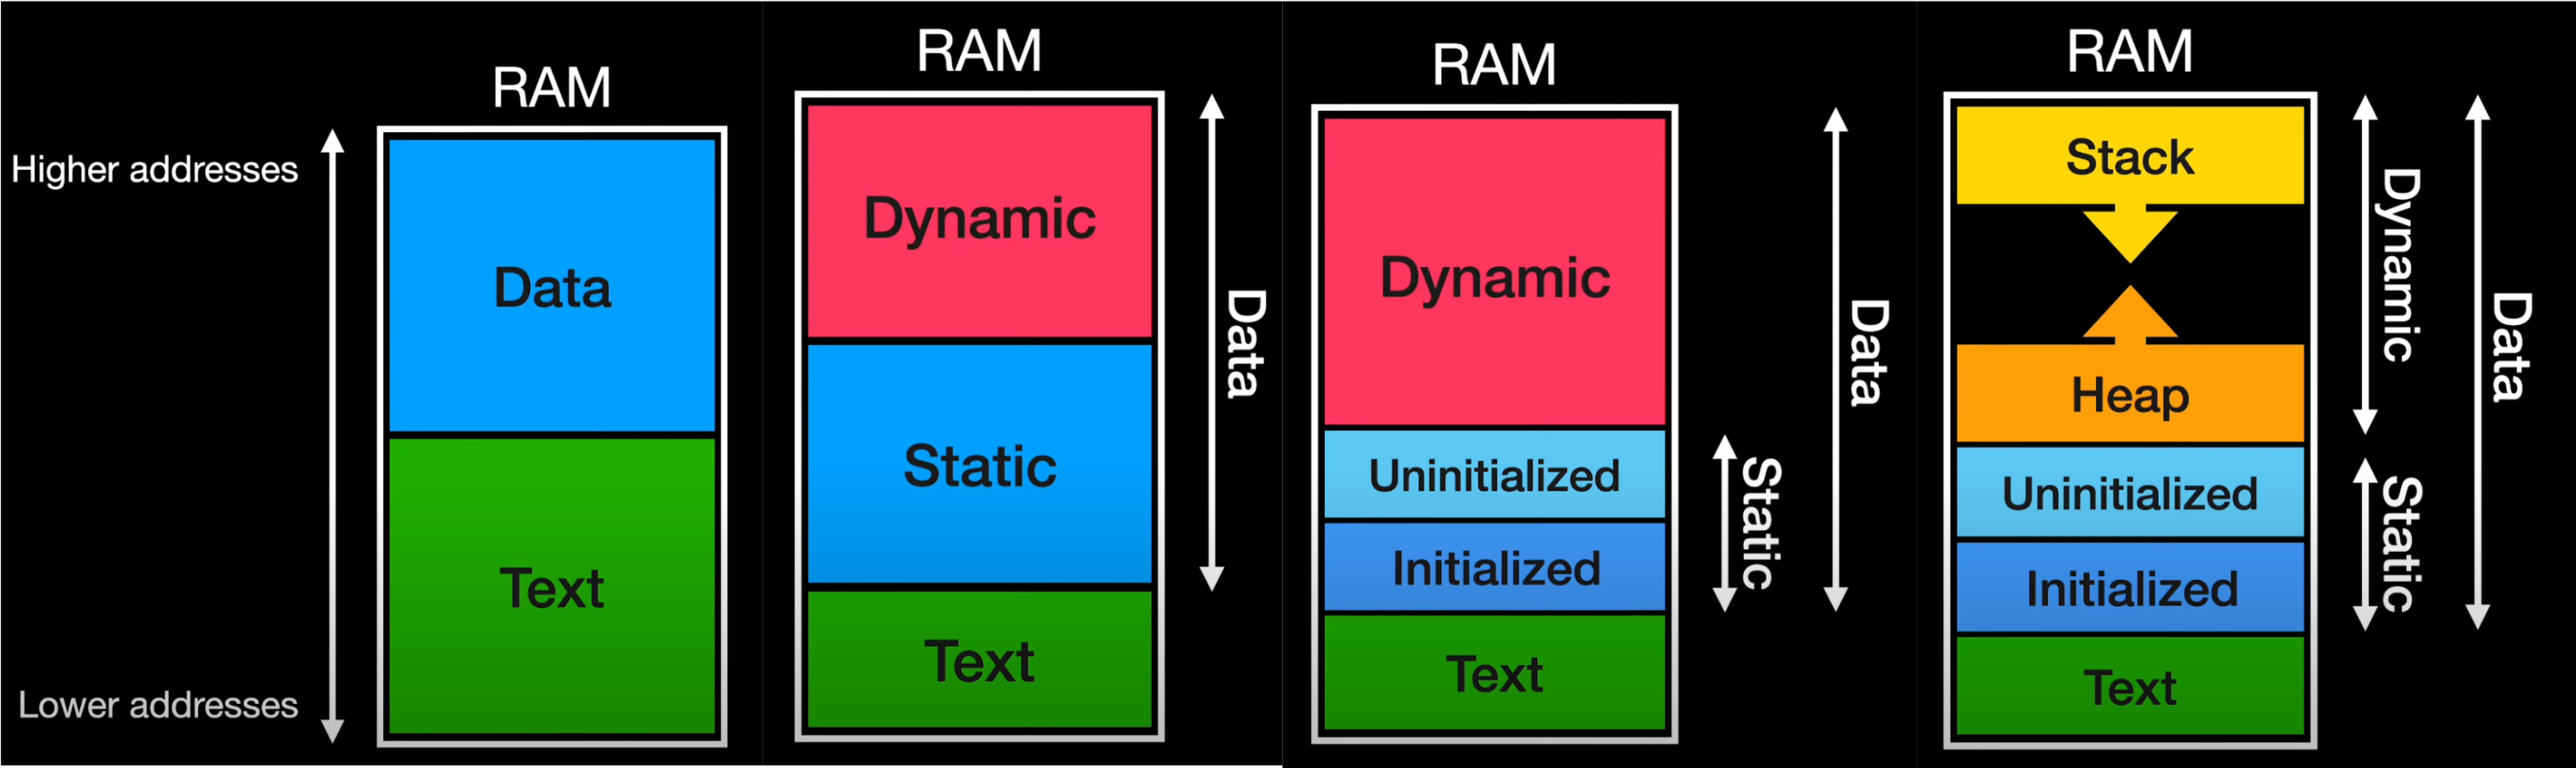 RAM
Higher addresses
Data
Text
Lower addresses
RAM
Dynamic
Static
Text
Data
RAM
Dynamic
Uninitialized
Initialized
Text
Static
Data
RAM
Stack
Heap
Uninitialized
Initialized
Text
Dynamic
Static
Data